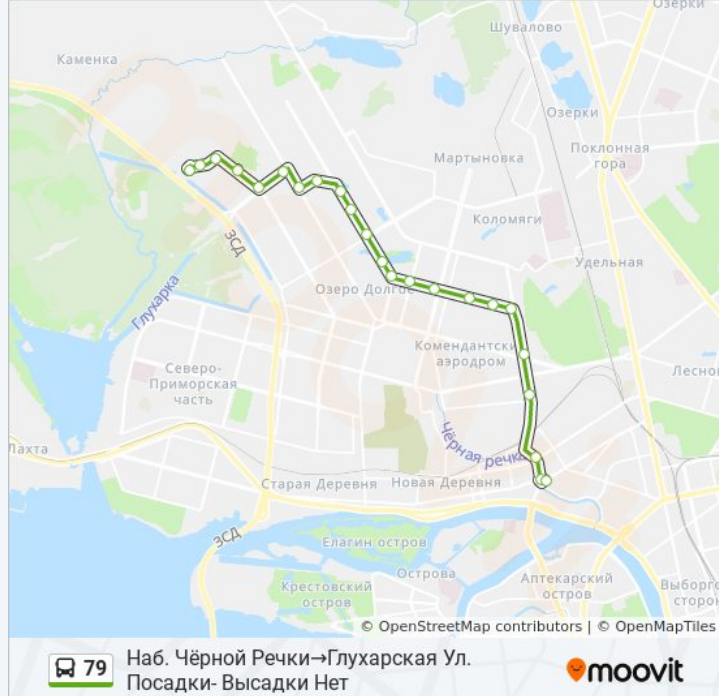 Озерки
Шувалово
Каменка
Озерки
Поклонная
гора
Мартыновка
Коломяги
ЗСД
Удельная
Глухарка
Озеро Долгое
Комендантски
аэродром
Северо-
Приморская
часть
Лесно
Чёрная речка
Лахта
Старая Деревня
Новая Деревня
ЗСД
Елагин остров
Острова
Крестовский
остров
Аптекарский
остров
Выборго
сторон
© OpenStreetMap contributors | © OpenMapTiles
79
Наб. Чёрной Речки→Глухарская Ул.
Посадки- Высадки Нет
moovit